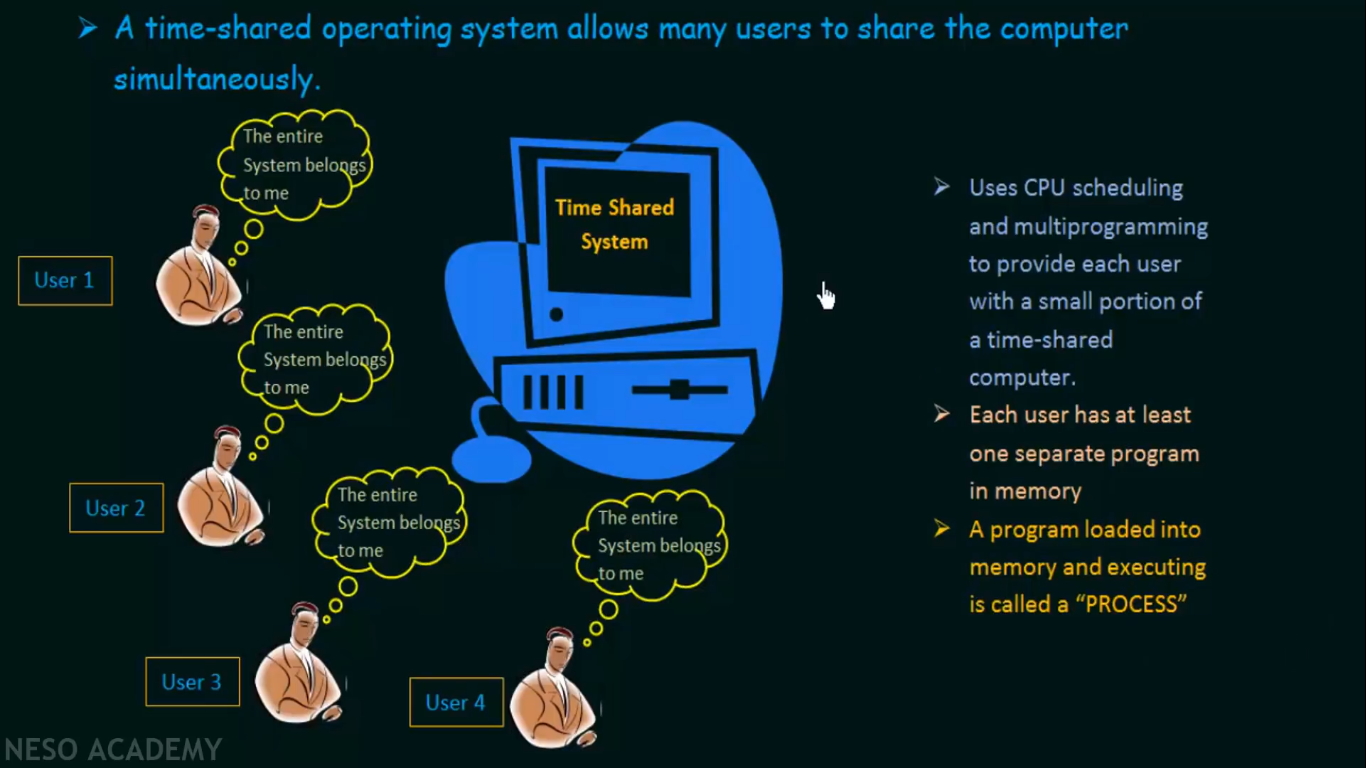 ➤ A time-shared operating system allows many users to share the computer
simultaneously.
The entire
System belongs
to me
User 1
The entire
System belongs
to me
User 2
The entire
System belongs
to me
User 3
The entire
System belongs
to me
User 4
Time Shared
System
➤ Uses CPU scheduling
and multiprogramming
to provide each user
with a small portion of
a time-shared
computer.
➤ Each user has at least
one separate program
in memory
➤ A program loaded into
memory and executing
is called a “PROCESS”
NESO ACADEMY